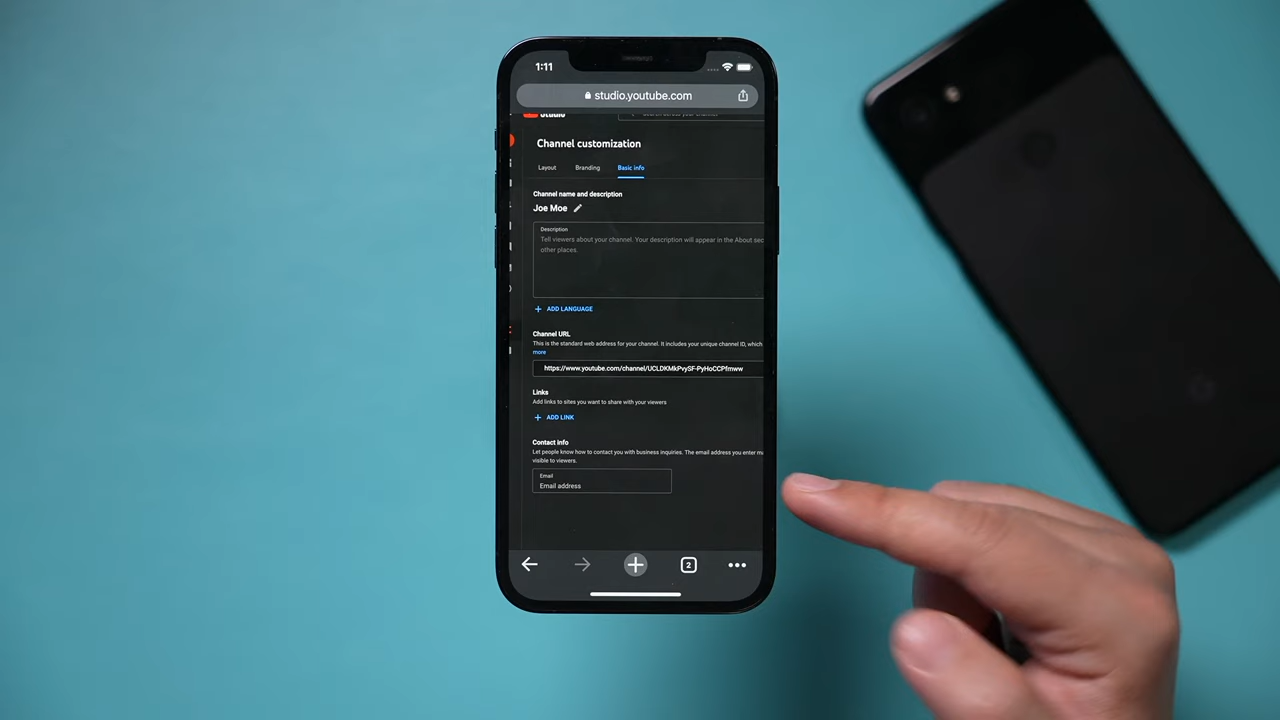 1:11
studio.youtube.com
Studio
Search across your channel
Channel customization
Layout Branding Basic info
Channel name and description
Joe Moe
Description
Tell viewers about your channel. Your description will appear in the About sec
other places.
+ ADD LANGUAGE
Channel URL
This is the standard web address for your channel. It includes your unique channel ID, which
more
https://www.youtube.com/channel/UCLDKMkPvySF-PyHoCCPfmww
Links
Add links to sites you want to share with your viewers
+ ADD LINK
Contact info
Let people know how to contact you with business inquiries. The email address you enter ma
visible to viewers.
Email
Email address
2